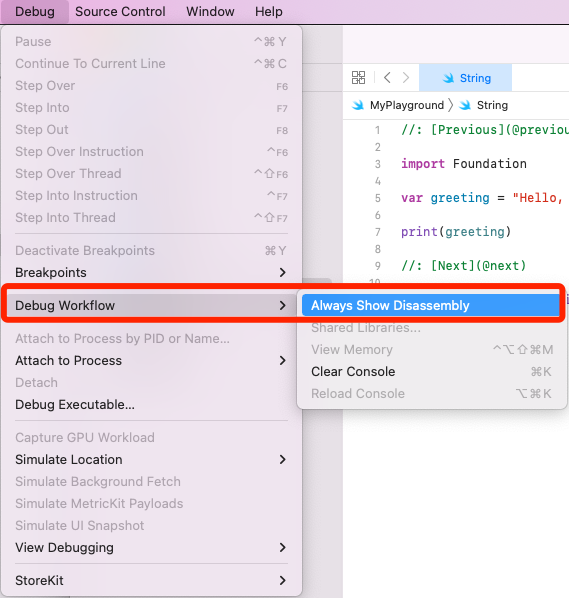 Debug Source Control Window Help
Pause ^⌘Y
Continue To Current Line ^⌘C
Step Over F6
Step Into F7
Step Out F8
Step Over Instruction ^F6
Step Over Thread ^⇧F6
Step Into Instruction ^F7
Step Into Thread ^⇧F7
Deactivate Breakpoints ⌘Y
Breakpoints >
Debug Workflow >
Attach to Process by PID or Name...
Attach to Process >
Detach
Debug Executable...
Capture GPU Workload
Simulate Location >
Simulate Background Fetch
Simulate MetricKit Payloads
Simulate UI Snapshot
View Debugging >
StoreKit >
Always Show Disassembly
Shared Libraries...
View Memory ^⌥⇧⌘M
Clear Console ⌘K
Reload Console ⌥⌘K
String
MyPlayground 〉 String
1 //: [Previous](@previou
2
3 import Foundation
4
5 var greeting = "Hello,
6
7 print(greeting)
8
9 //: [Next](@next)